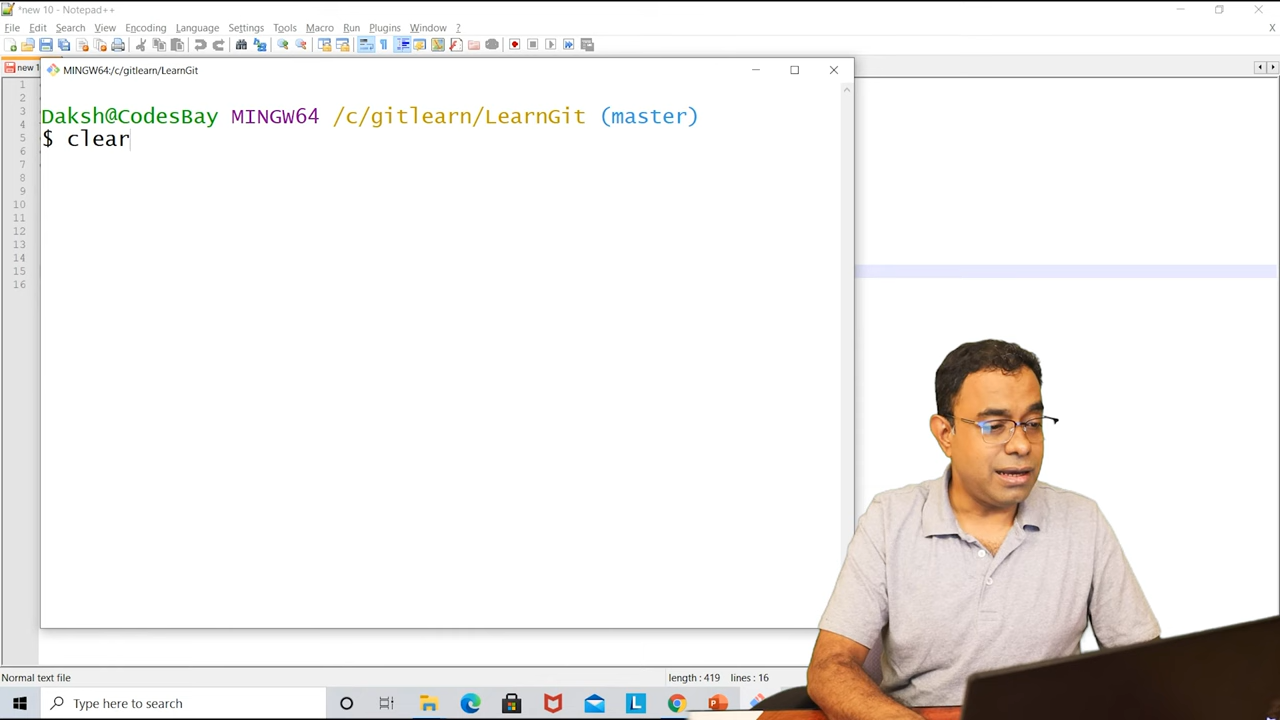 *new 10 - Notepad++
File Edit Search View Encoding Language Settings Tools Macro Run Plugins Window ?
X
new 1
MINGW64:/c/gitlearn/LearnGit
1
2
3
4
5
6
7
8
9
10
11
12
13
14
15
16
Daksh@CodesBay MINGW64 /c/gitlearn/LearnGit (master)
$ clear
Normal text file
length : 419 lines : 16
Type here to search